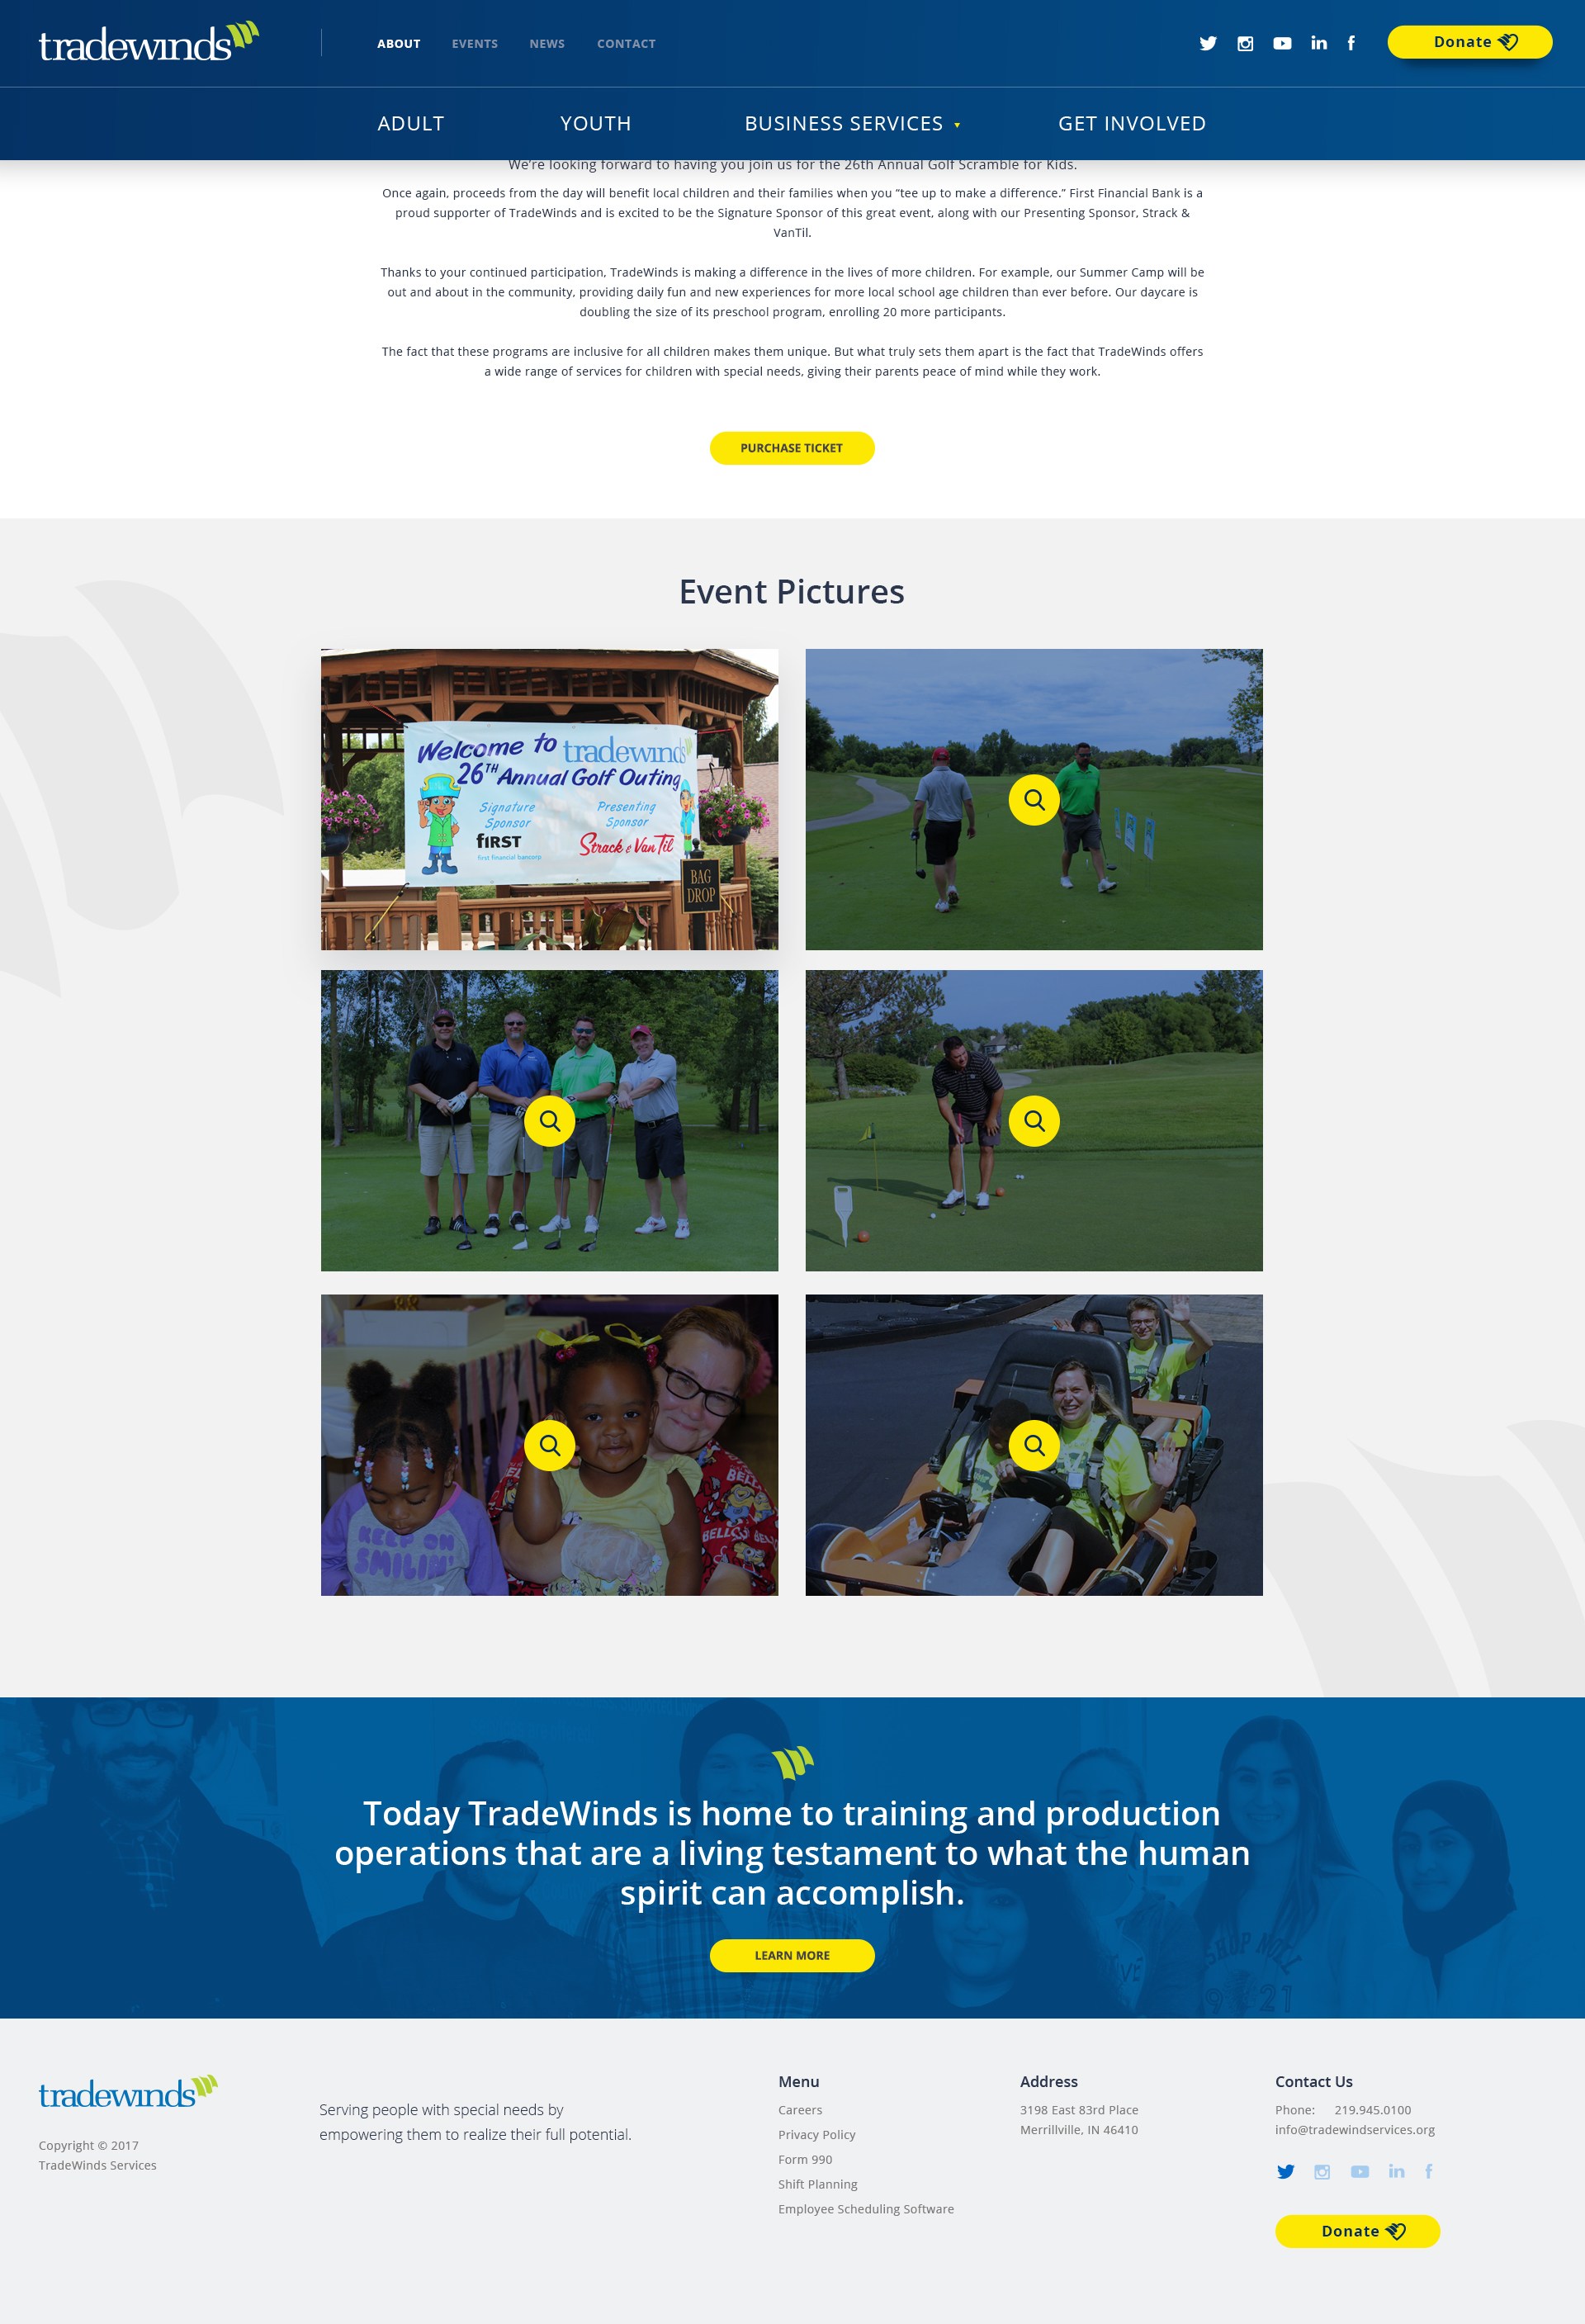 tradewinds
ABOUT EVENTS NEWS CONTACT
Donate
ADULT YOUTH BUSINESS SERVICES GET INVOLVED
We’re looking forward to having you join us for the 26th Annual Golf Scramble for Kids.
Once again, proceeds from the day will benefit local children and their families when you “tee up to make a difference.” First Financial Bank is a
proud supporter of TradeWinds and is excited to be the Signature Sponsor of this great event, along with our Presenting Sponsor, Strack &
VanTil.
Thanks to your continued participation, TradeWinds is making a difference in the lives of more children. For example, our Summer Camp will be
out and about in the community, providing daily fun and new experiences for more local school age children than ever before. Our daycare is
doubling the size of its preschool program, enrolling 20 more participants.
The fact that these programs are inclusive for all children makes them unique. But what truly sets them apart is the fact that TradeWinds offers
a wide range of services for children with special needs, giving their parents peace of mind while they work.
PURCHASE TICKET
Event Pictures
Welcome to tradewinds
26TH Annual Golf Outing
Signature
Sponsor
first
first financial bancorp
Presenting
Sponsor
Strack & Van Til
BAG
DROP
KEEP ON
SMILIN'
Today TradeWinds is home to training and production
operations that are a living testament to what the human
spirit can accomplish.
LEARN MORE
tradewinds
Copyright © 2017
TradeWinds Services
Serving people with special needs by
empowering them to realize their full potential.
Menu
Careers
Privacy Policy
Form 990
Shift Planning
Employee Scheduling Software
Address
3198 East 83rd Place
Merrillville, IN 46410
Contact Us
Phone: 219.945.0100
info@tradewindservices.org
Donate